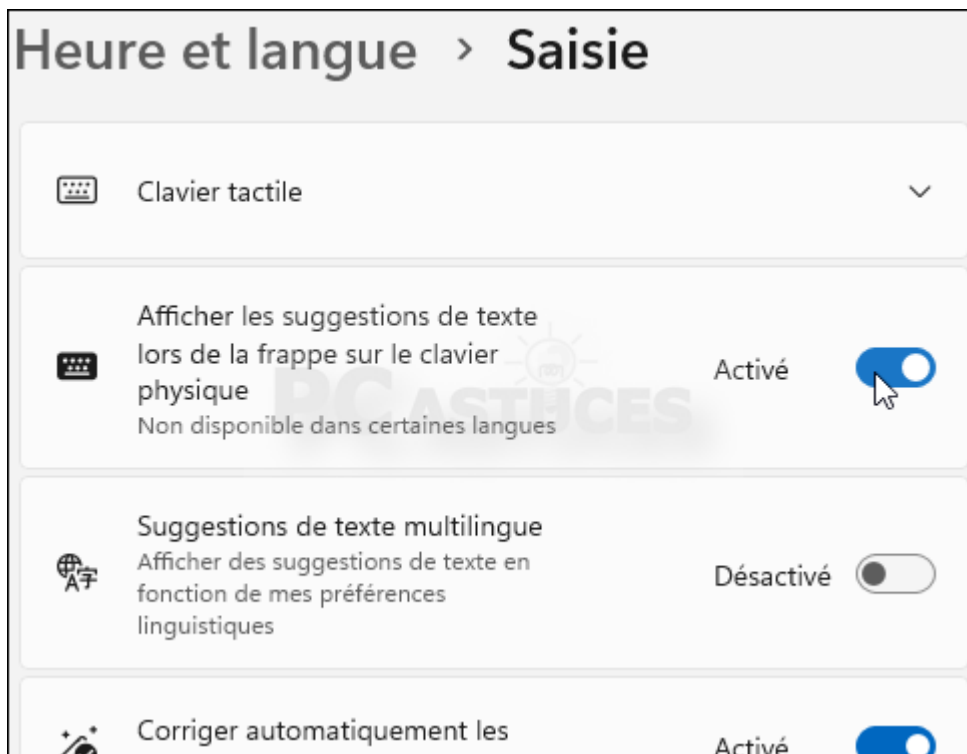 Heure et langue > Saisie
Clavier tactile
Afficher les suggestions de texte
lors de la frappe sur le clavier
physique
Non disponible dans certaines langues
Activé
PC ASTUCES
Suggestions de texte multilingue
Afficher des suggestions de texte en
fonction de mes préférences
linguistiques
Désactivé
Corriger automatiquement les
Activé